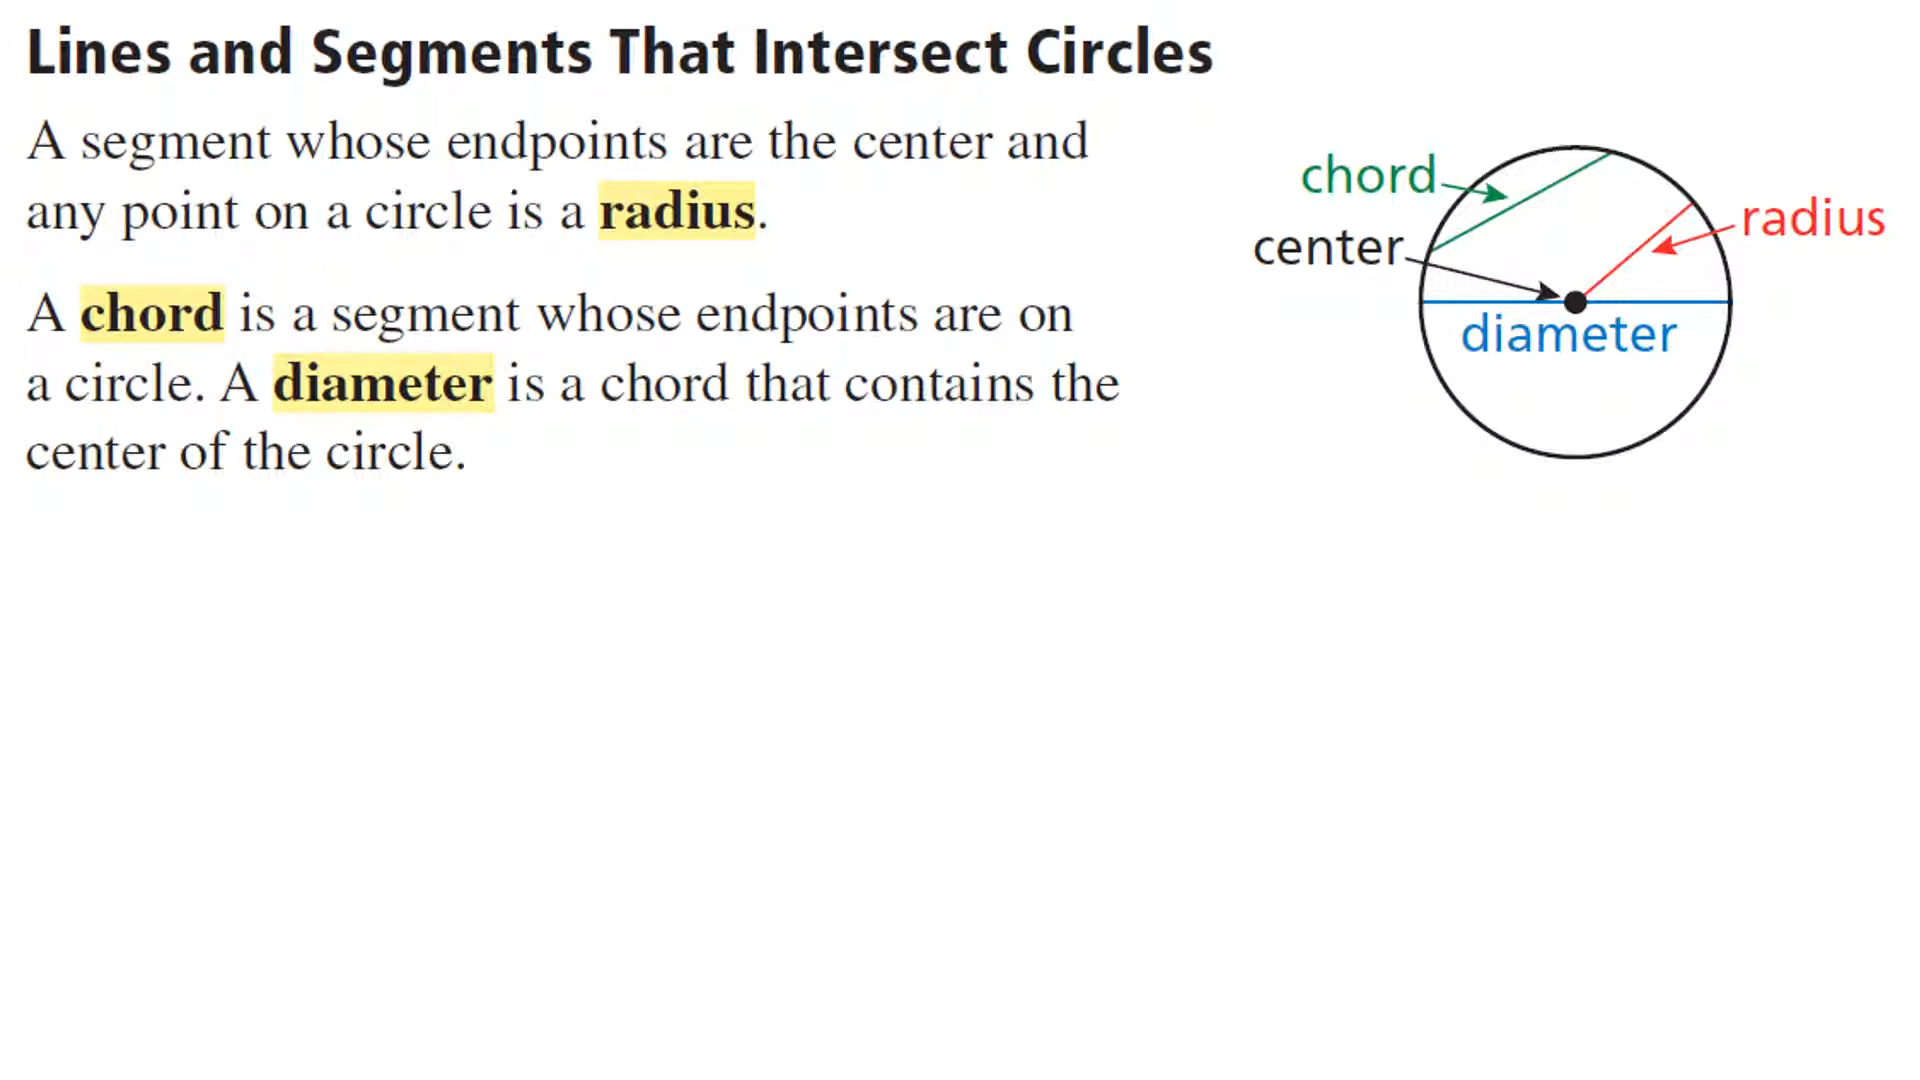 Lines and Segments That Intersect Circles
A segment whose endpoints are the center and
any point on a circle is a radius.
A chord is a segment whose endpoints are on
a circle. A diameter is a chord that contains the
center of the circle.
chord
radius
center
diameter